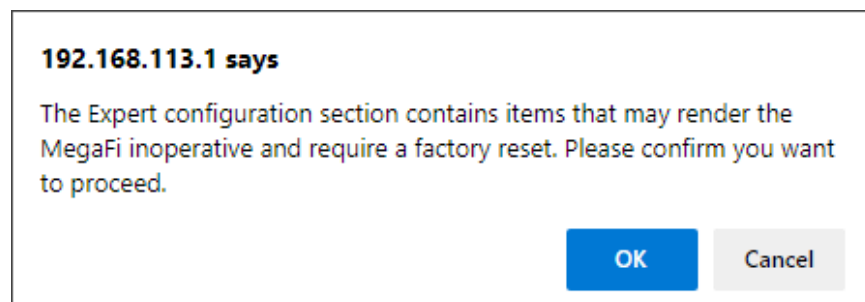 192.168.113.1 says
The Expert configuration section contains items that may render the
MegaFi inoperative and require a factory reset. Please confirm you want
to proceed.
OK
Cancel